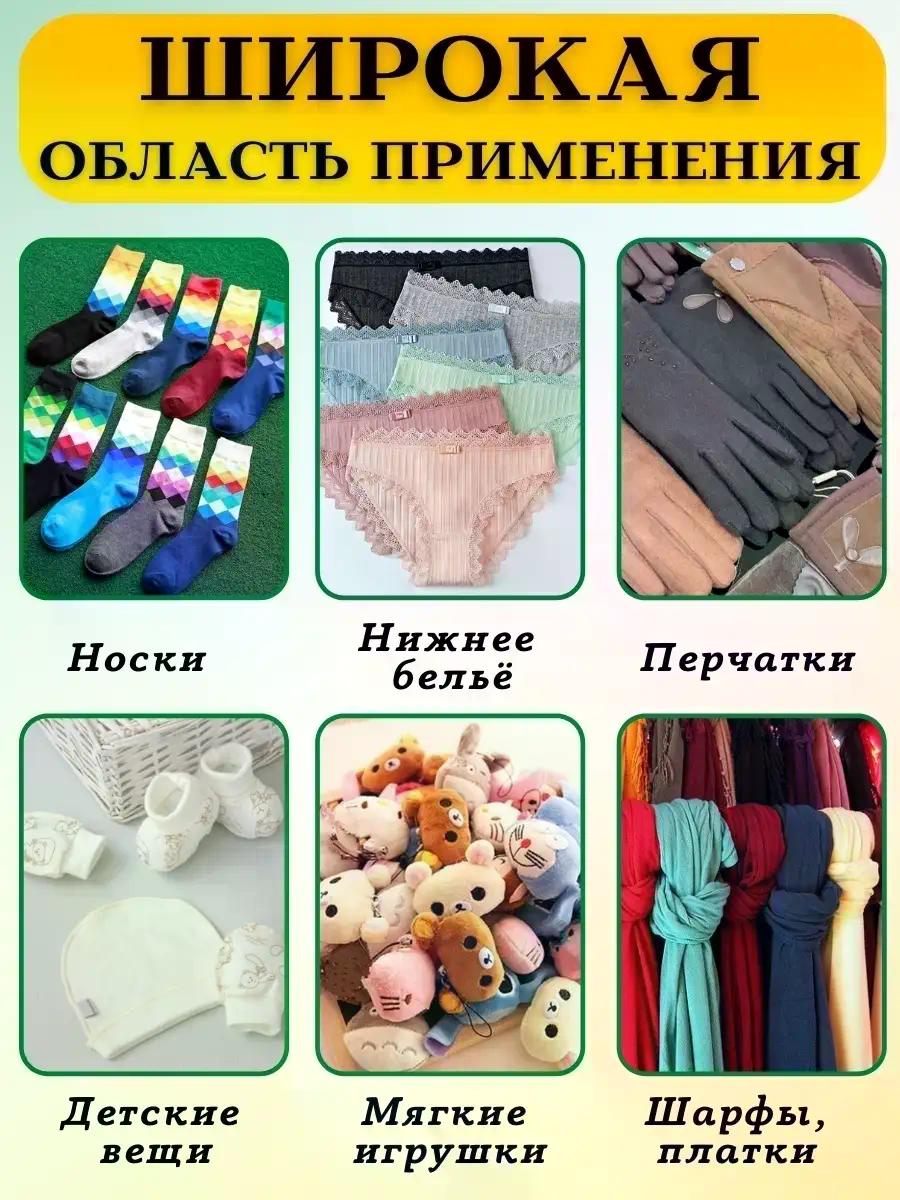 ШИРОКАЯ
ОБЛАСТЬ ПРИМЕНЕНИЯ
Носки
Нижнее
бельё
Перчатки
Детские
вещи
Мягкие
игрушки
Шарфы,
платки